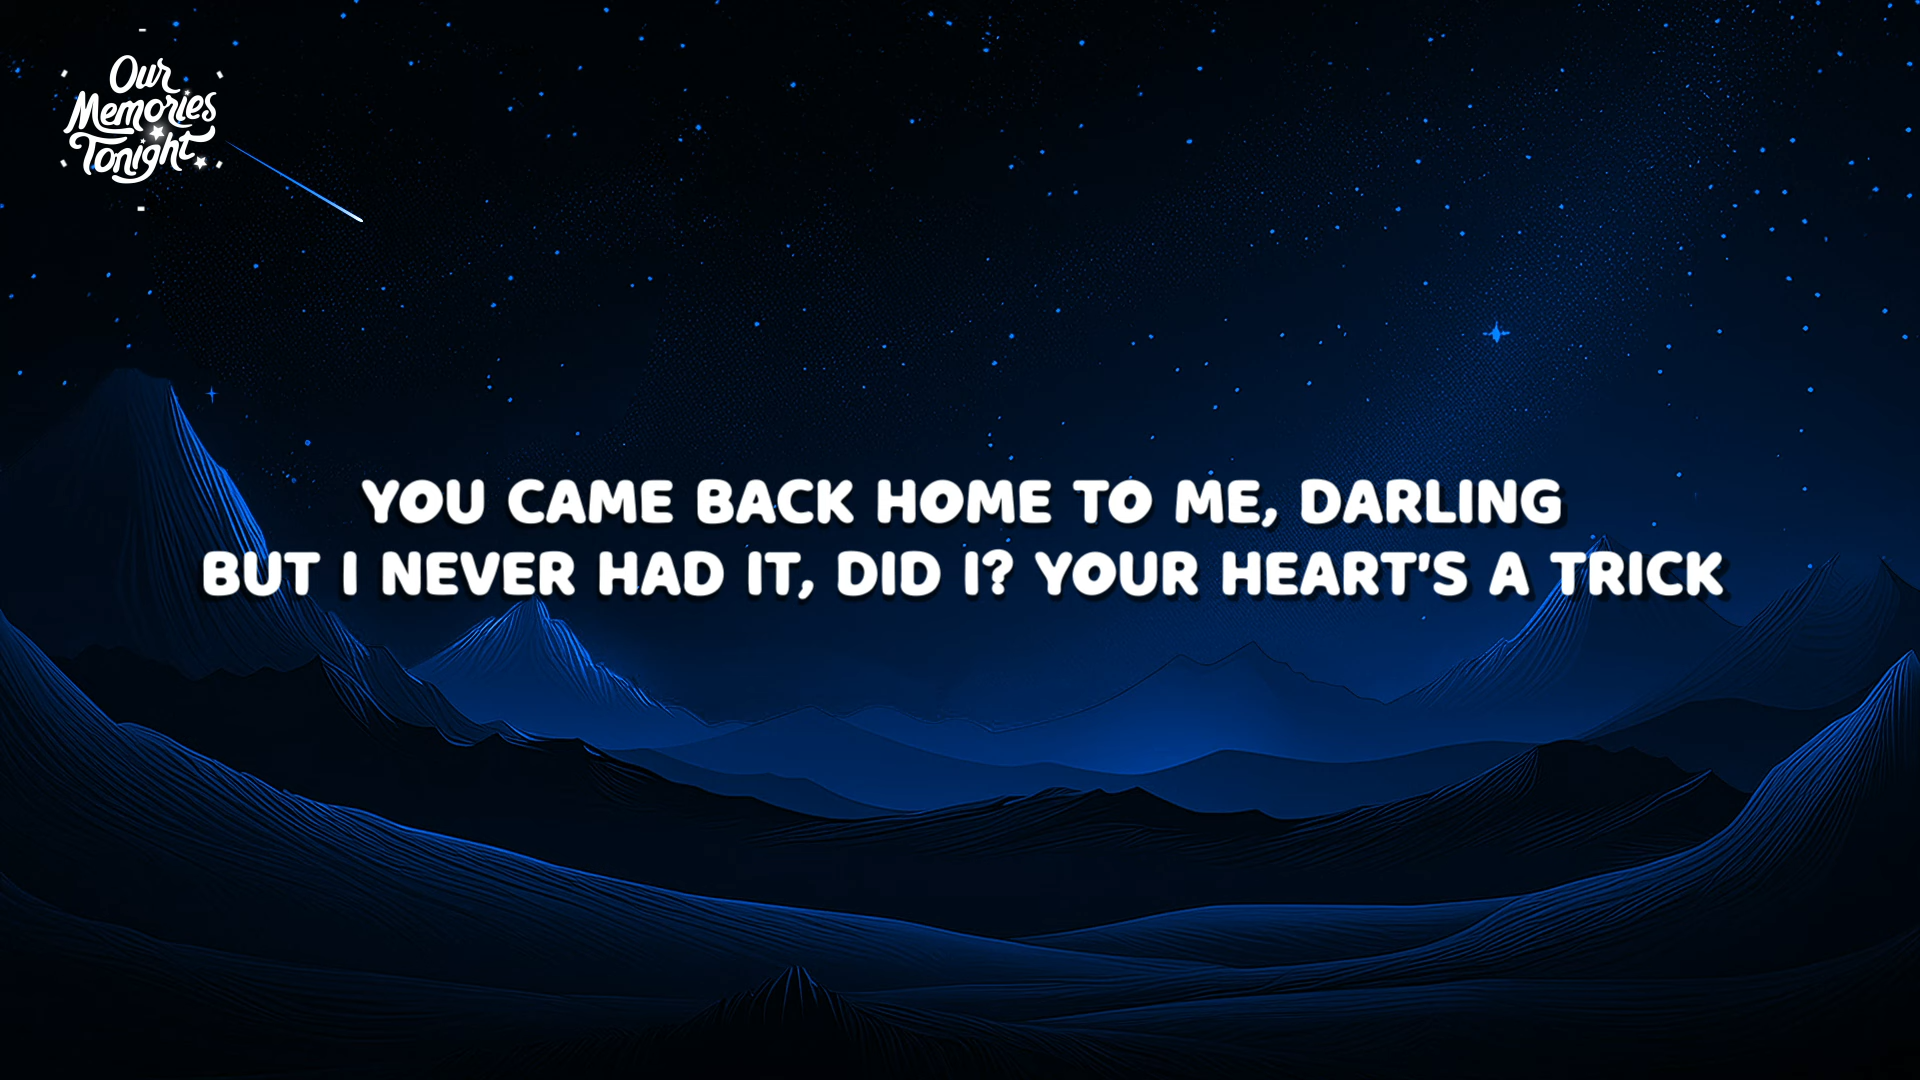 Our
Memories
Tonight
YOU CAME BACK HOME TO ME, DARLING
BUT I NEVER HAD IT, DID I? YOUR HEART'S A TRICK